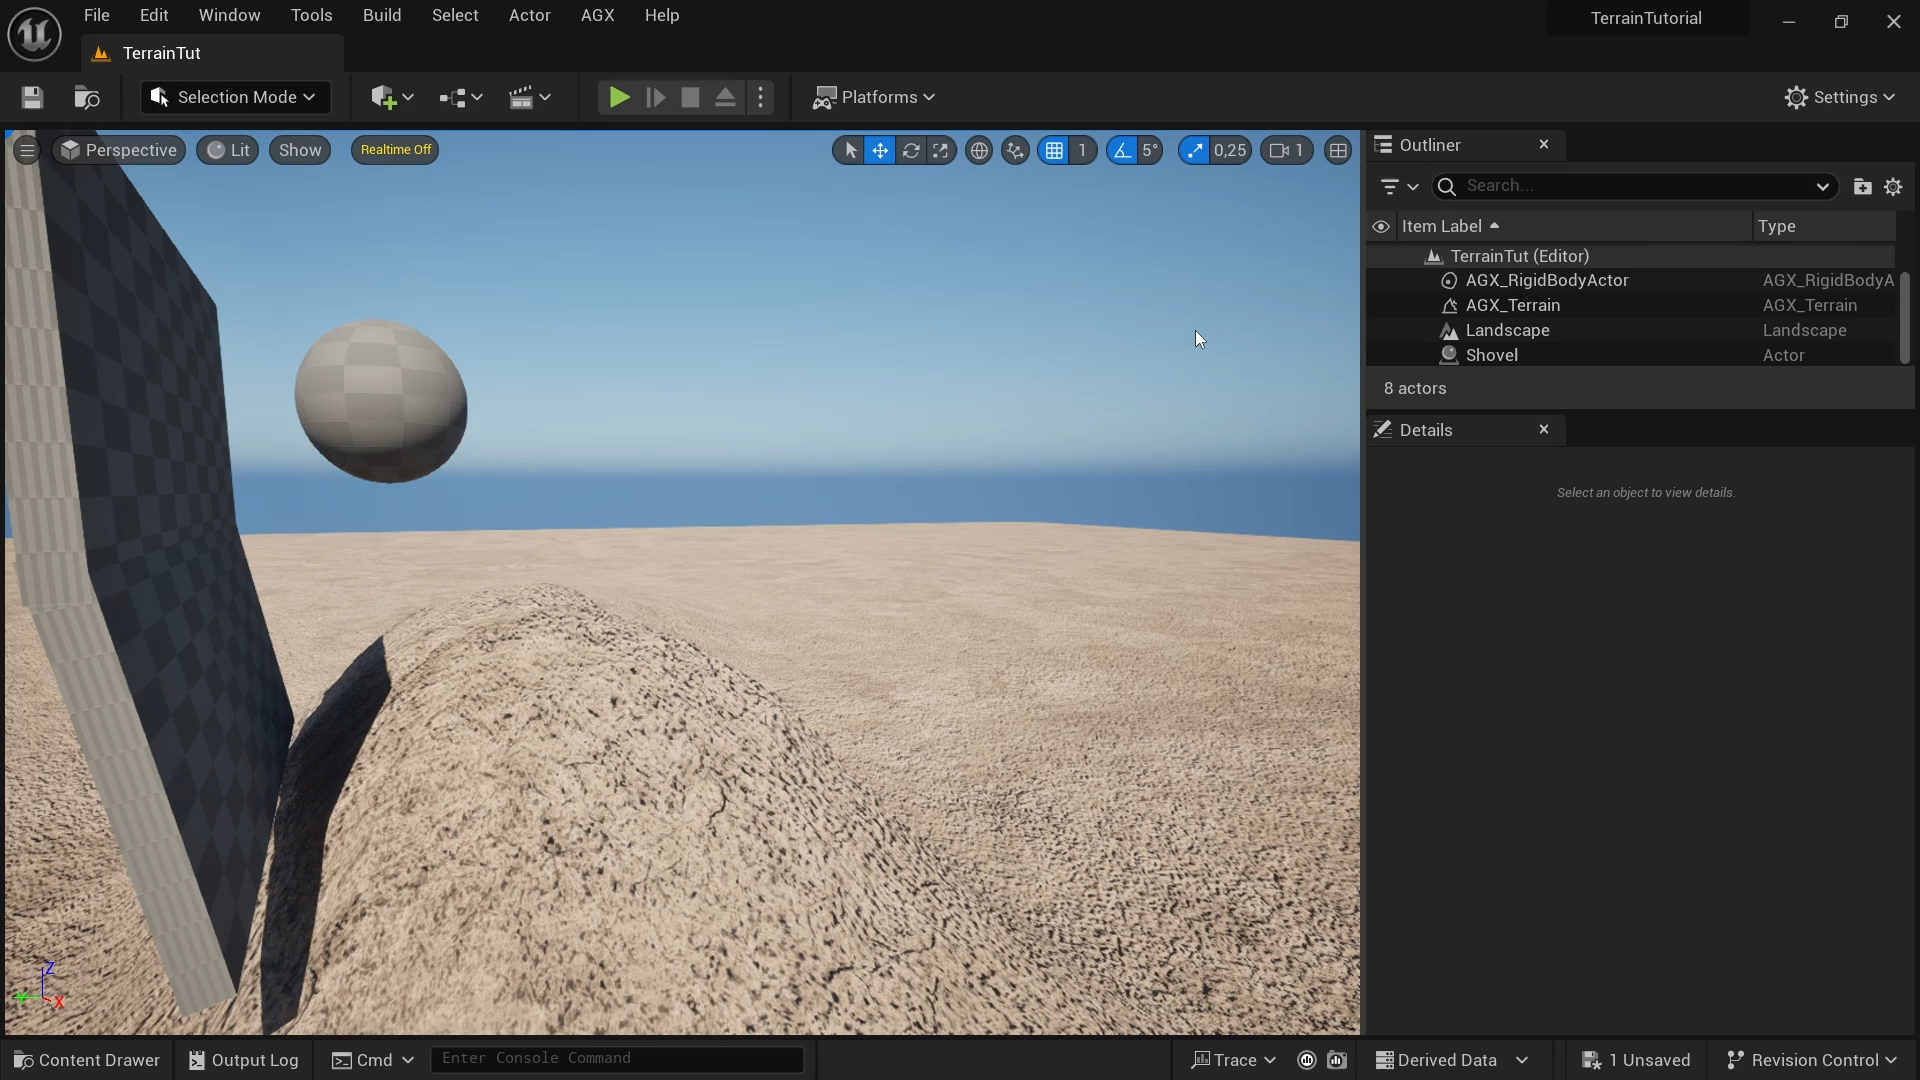 File Edit Window Tools Build Select Actor AGX Help
TerrainTutorial
TerrainTut
Selection Mode
Platforms
Settings
Perspective Lit Show Realtime Off
1 5° 0,25 1
Outliner
Search...
Item Label Type
TerrainTut (Editor)
AGX_RigidBodyActor AGX_RigidBodyA
AGX_Terrain AGX_Terrain
Landscape Landscape
Shovel Actor
8 actors
Details
Select an object to view details.
Z
Y X
Content Drawer Output Log Cmd Enter Console Command Trace Derived Data 1 Unsaved Revision Control